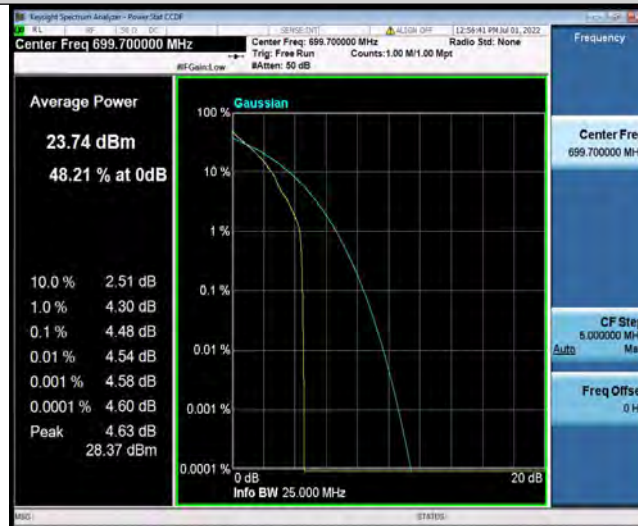 Keysight Spectrum Analyzer - Power Stat CCDF
RL RF 50 Ω DC SENSE:INT ALIGN OFF 12:56:41 PM Jul 01, 2022
Center Freq 699.700000 MHz
Center Freq: 699.700000 MHz Radio Std: None
Trig: Free Run Counts:1.00 M/1.00 Mpt
#IFGain:Low #Atten: 50 dB
Frequency
Average Power
23.74 dBm
48.21 % at 0dB
10.0 % 2.51 dB
1.0 % 4.30 dB
0.1 % 4.48 dB
0.01 % 4.54 dB
0.001 % 4.58 dB
0.0001 % 4.60 dB
Peak 4.63 dB
28.37 dBm
Gaussian
100 %
10 %
1 %
0.1 %
0.01 %
0.001 %
0.0001 %
0 dB 20 dB
Info BW 25.000 MHz
Center Fre
699.700000 MH
CF Step
5.000000 MH
Auto Ma
Freq Offse
0 H
MSG STATUS